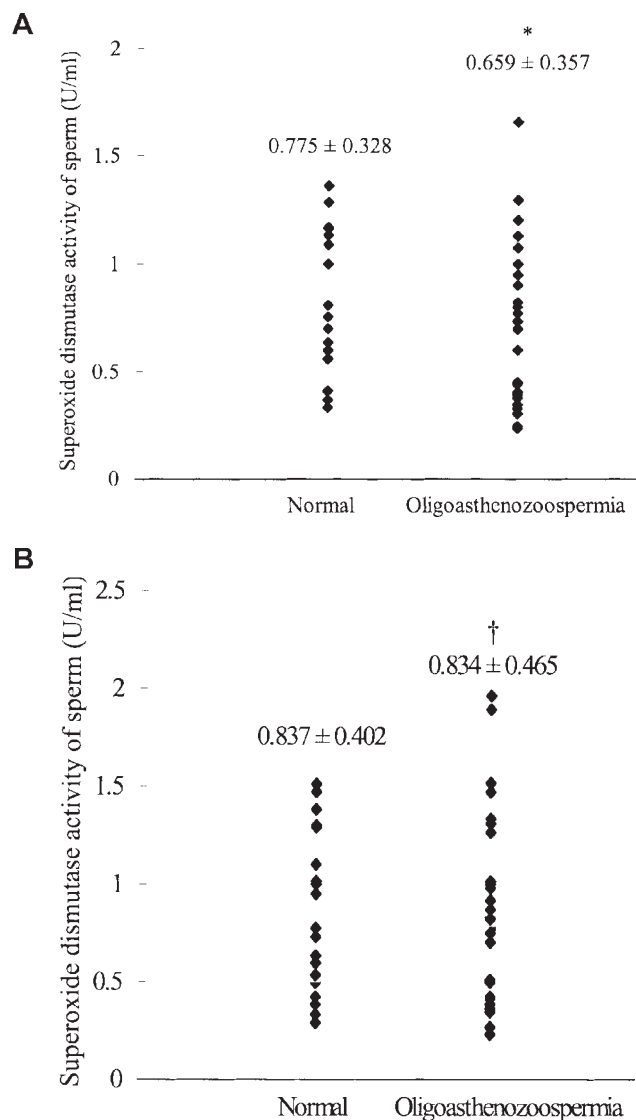 A
Superoxide dismutase activity of sperm (U/ml)
2
1.5
1
0.5
0
*
0.659 ± 0.357
0.775 ± 0.328
Normal
Oligoasthenozoospermia
B
Superoxide dismutase activity of sperm (U/ml)
2.5
2
1.5
1
0.5
0
†
0.834 ± 0.465
0.837 ± 0.402
Normal
Oligoasthenozoospermia